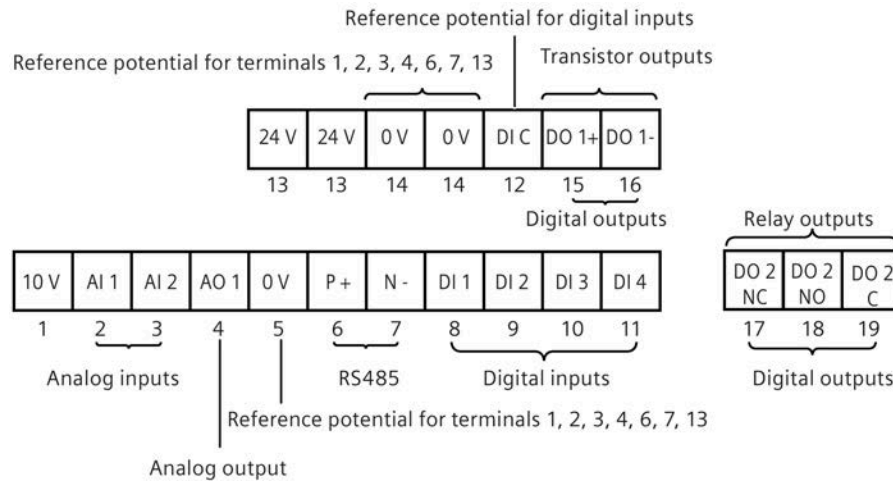 Reference potential for digital inputs
Reference potential for terminals 1, 2, 3, 4, 6, 7, 13
Transistor outputs
24 V 24 V 0 V 0 V DI C DO 1+ DO 1-
13 13 14 14 12 15 16
Digital outputs
Relay outputs
10 V AI 1 AI 2 AO 1 0 V P + N - DI 1 DI 2 DI 3 DI 4
DO 2 NC DO 2 NO DO 2 C
1 2 3 4 5 6 7 8 9 10 11
17 18 19
Analog inputs
RS485
Digital inputs
Digital outputs
Reference potential for terminals 1, 2, 3, 4, 6, 7, 13
Analog output